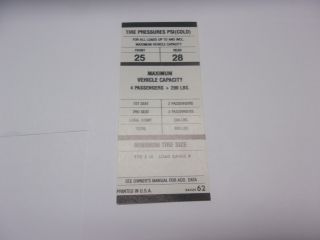 TIRE PRESSURES PSI(COLD)
FOR ALL LOADS UP TO AND INCL.
MAXIMUM VEHICLE CAPACITY
FRONT REAR
25 28
MAXIMUM
VEHICLE CAPACITY
4 PASSENGERS + 200 LBS.
1ST SEAT 2 PASSENGERS
2ND SEAT 2 PASSENGERS
LUGG. COMPT.
TOTAL
TIRE SIZE
SEE OWNER'S MANUAL FOR ADD. DATA
PRINTED IN U.S.A. 62